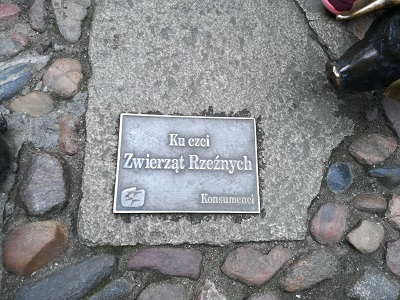 Ku czci
Zwierząt Rzeźnych
Konsumenci